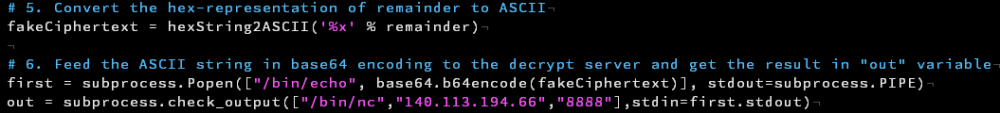 # 5. Convert the hex-representation of remainder to ASCII¬
fakeCiphertext = hexString2ASCII('%x' % remainder)¬
¬
# 6. Feed the ASCII string in base64 encoding to the decrypt server and get the result in "out" variable¬
first = subprocess.Popen(["/bin/echo", base64.b64encode(fakeCiphertext)], stdout=subprocess.PIPE)¬
out = subprocess.check_output(["/bin/nc","140.113.194.66","8888"],stdin=first.stdout)¬